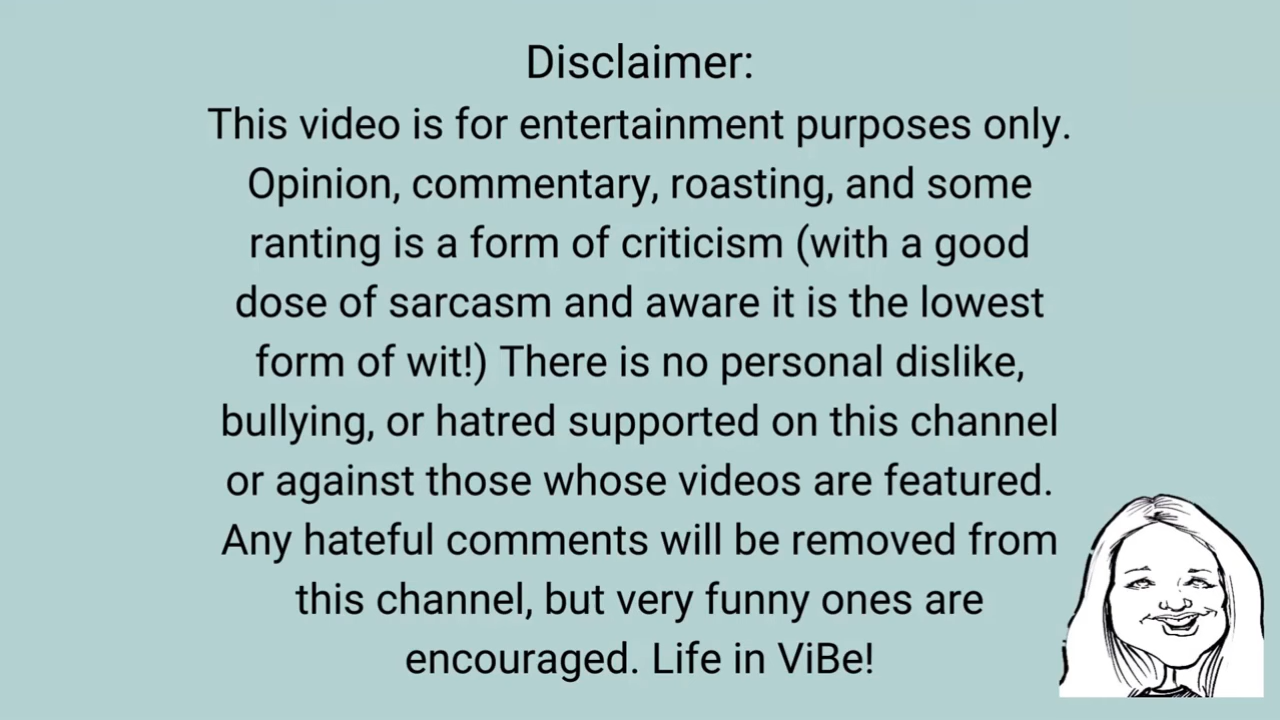 Disclaimer:
This video is for entertainment purposes only.
Opinion, commentary, roasting, and some
ranting is a form of criticism (with a good
dose of sarcasm and aware it is the lowest
form of wit!) There is no personal dislike,
bullying, or hatred supported on this channel
or against those whose videos are featured.
Any hateful comments will be removed from
this channel, but very funny ones are
encouraged. Life in ViBe!